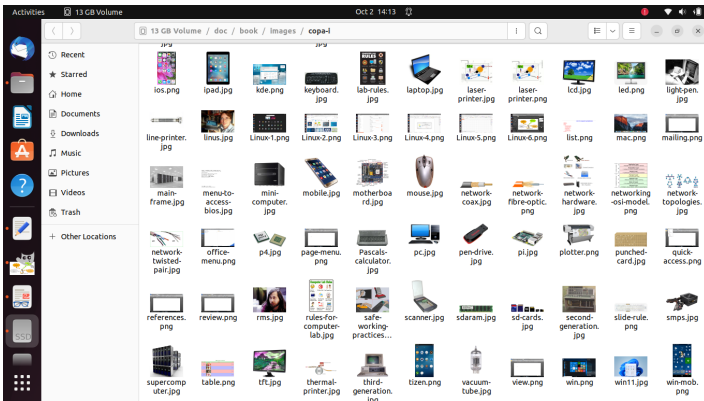 Activities 13 GB Volume Oct 2 14:13
13 GB Volume / doc / book / Images / copa-i
Recent
Starred
Home
Documents
Downloads
Music
Pictures
Videos
Trash
+ Other Locations
jpg jpg
ios.png ipad.jpg kde.png keyboard.jpg lab-rules.jpg laptop.jpg laser-printer.jpg laser-printer.png lcd.jpg led.png light-pen.jpg
line-printer.jpg linus.jpg Linux-1.png Linux-2.png Linux-3.png Linux-4.png Linux-5.png Linux-6.png list.png mac.png mailing.png
main-frame.jpg menu-to-access-bios.jpg mini-computer.jpg mobile.jpg motherboard.jpg mouse.jpg network-coax.jpg network-fibre-optic.png network-hardware.jpg networking-osi-model.png network-topologies.jpg
network-twisted-pair.jpg office-menu.png p4.jpg page-menu.png Pascals-calculator.jpg pc.jpg pen-drive.jpg pi.jpg plotter.png punched-card.jpg quick-access.png
references.png review.png rms.jpg rules-for-computer-lab.jpg safe-working-practices... scanner.jpg sdaram.jpg sd-cards.jpg second-generation.jpg slide-rule.png smps.jpg
supercomputer.jpg table.png tft.jpg thermal-printer.jpg third-generation.jpg tizen.png vacuum-tube.jpg view.png win.png win11.jpg win-mob.png
SSD